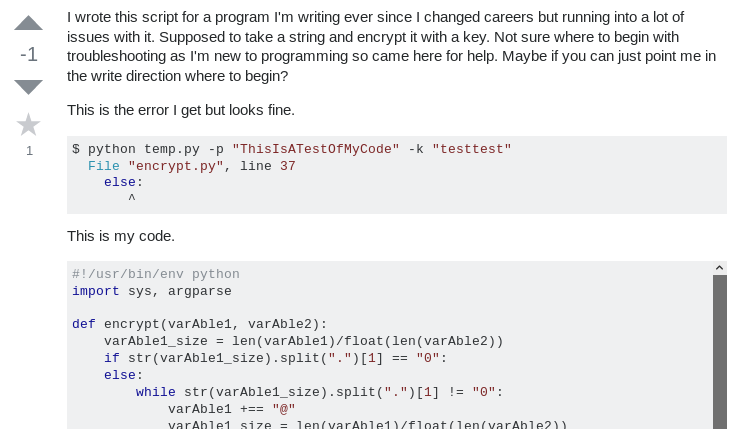 I wrote this script for a program I'm writing ever since I changed careers but running into a lot of
issues with it. Supposed to take a string and encrypt it with a key. Not sure where to begin with
-1
troubleshooting as I'm new to programming so came here for help. Maybe if you can just point me in
the write direction where to begin?
This is the error I get but looks fine.
1
$ python temp.py -p "ThisIsATestOfMyCode" -k "testtest"
  File "encrypt.py", line 37
    else:
       ^
This is my code.
#!/usr/bin/env python
import sys, argparse

def encrypt(varAble1, varAble2):
    varAble1_size = len(varAble1)/float(len(varAble2))
    if str(varAble1_size).split(".")[1] == "0":
    else:
        while str(varAble1_size).split(".")[1] != "0":
            varAble1 +== "@"
            varAble1_size = len(varAble1)/float(len(varAble2))